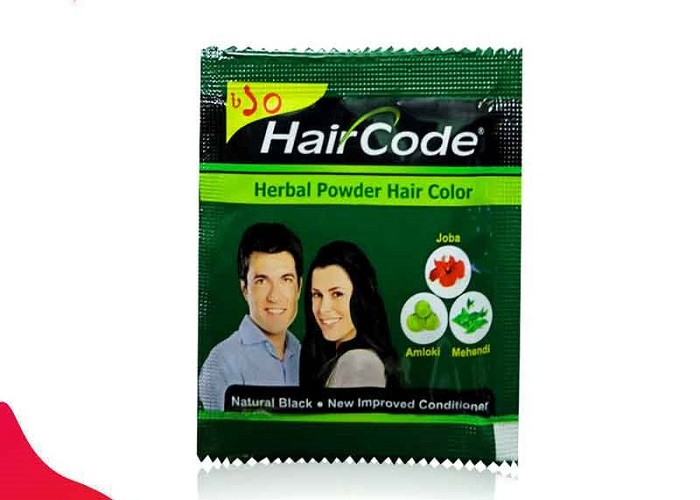 ৳১০
HairCode®
Herbal Powder Hair Color
Joba
Amloki Mehendi
Natural Black • New Improved Conditioner